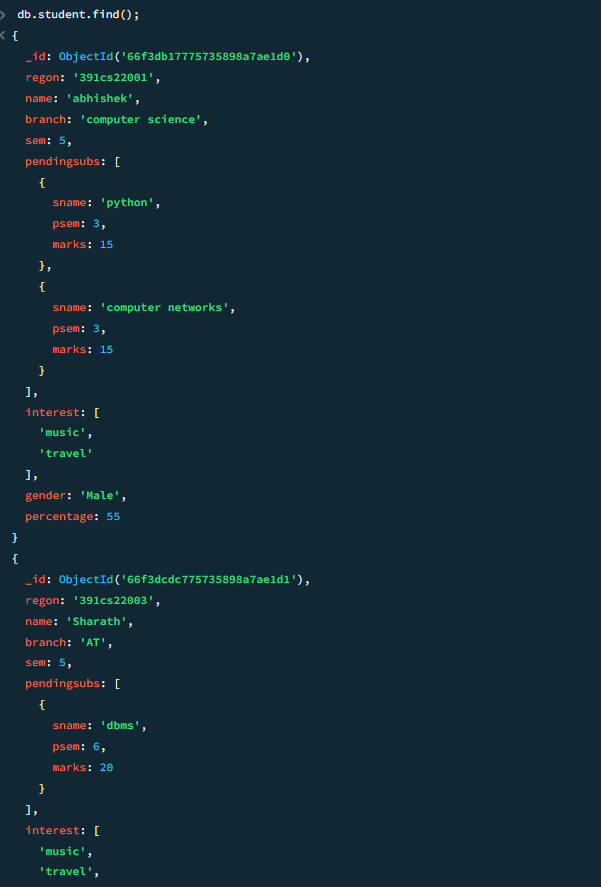 > db.student.find();
< {
_id: ObjectId('66f3db17775735898a7ae1d0'),
regon: '391cs22001',
name: 'abhishek',
branch: 'computer science',
sem: 5,
pendingsubs: [
{
sname: 'python',
psem: 3,
marks: 15
},
{
sname: 'computer networks',
psem: 3,
marks: 15
}
],
interest: [
'music',
'travel'
],
gender: 'Male',
percentage: 55
}
{
_id: ObjectId('66f3dcdc775735898a7ae1d1'),
regon: '391cs22003',
name: 'Sharath',
branch: 'AT',
sem: 5,
pendingsubs: [
{
sname: 'dbms',
psem: 6,
marks: 20
}
],
interest: [
'music',
'travel',